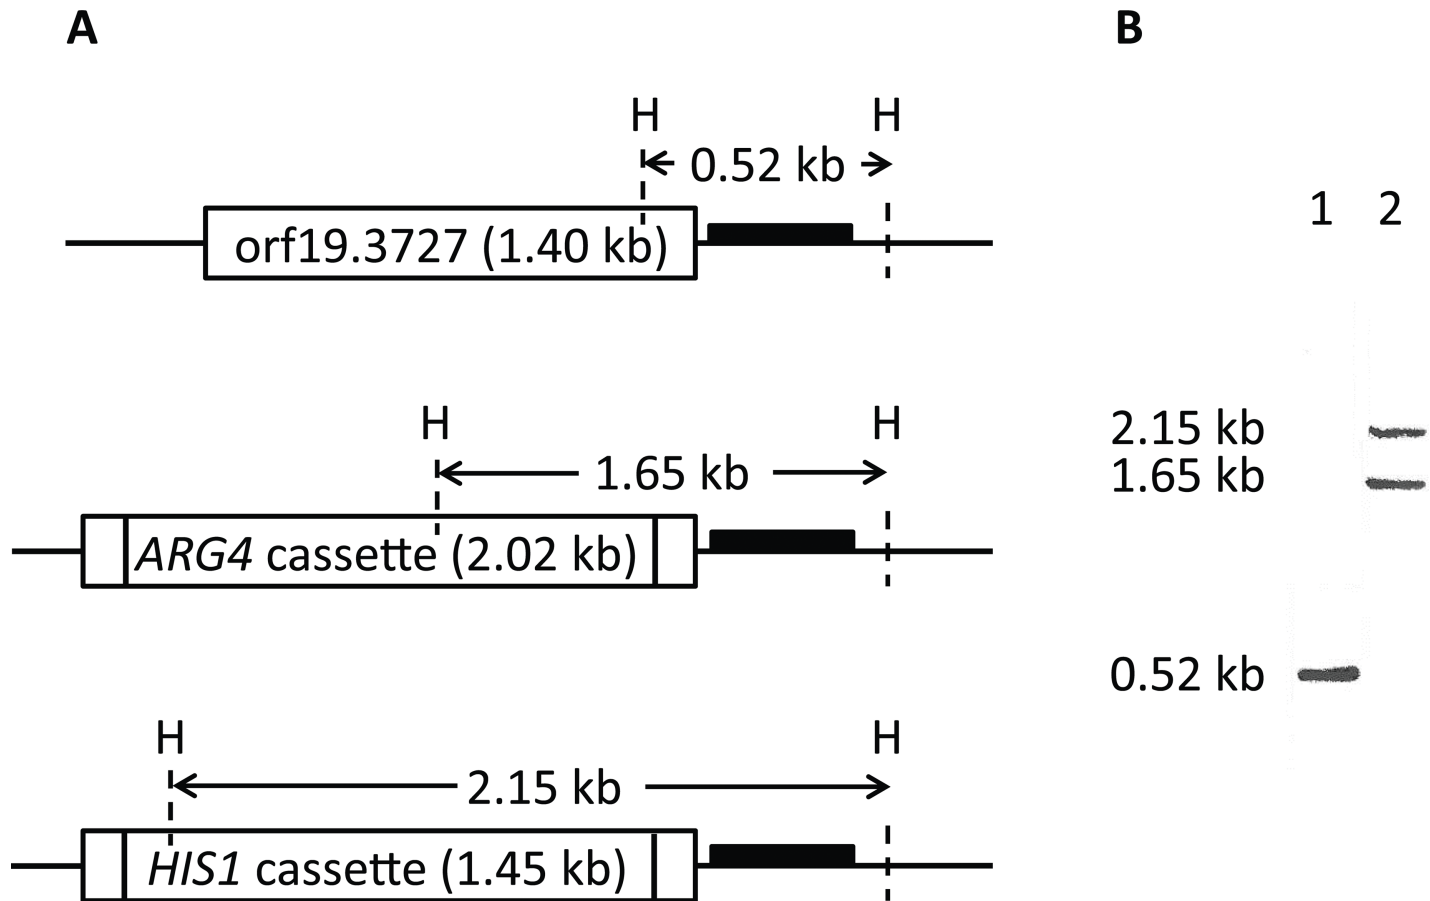 A
H H
0.52 kb
orf19.3727 (1.40 kb)
H H
1.65 kb
ARG4 cassette (2.02 kb)
H H
2.15 kb
HIS1 cassette (1.45 kb)
B
1 2
2.15 kb
1.65 kb
0.52 kb